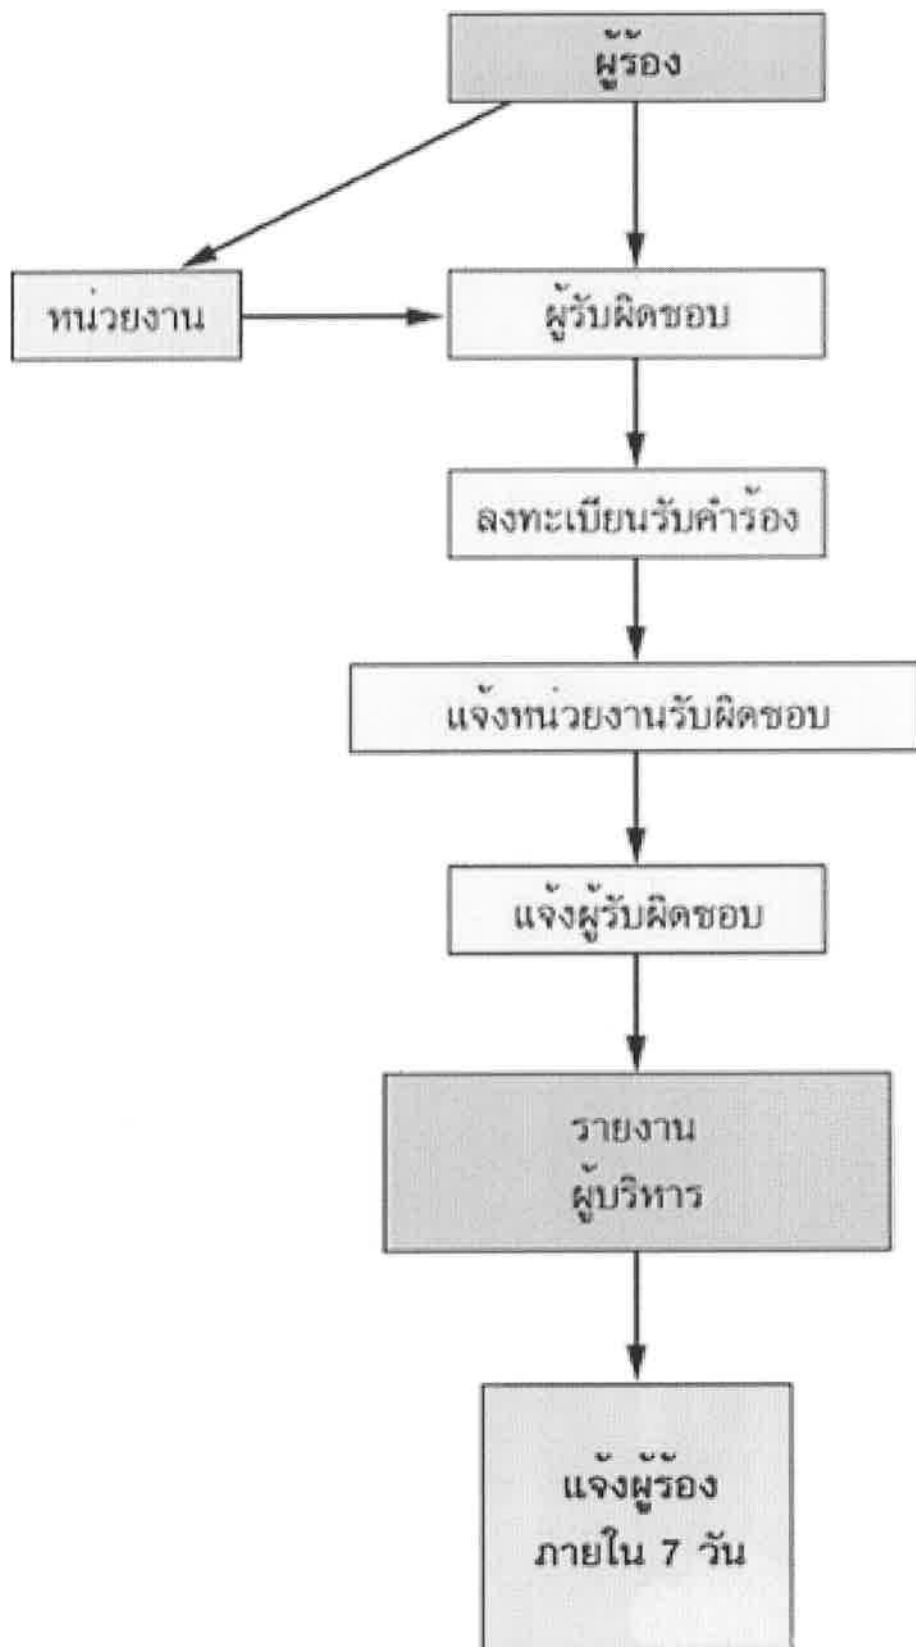 ผู้ร้อง
หน่วยงาน
ผู้รับผิดชอบ
ลงทะเบียนรับคำร้อง
แจ้งหน่วยงานรับผิดชอบ
แจ้งผู้รับผิดชอบ
รายงาน
ผู้บริหาร
แจ้งผู้ร้อง
ภายใน 7 วัน